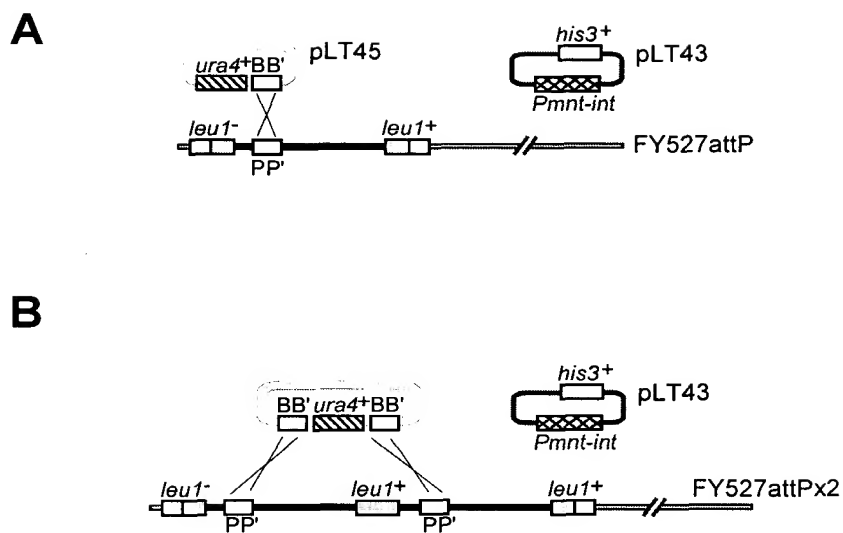 A
ura4+BB' pLT45
his3+
pLT43
Pmnt-int
leu1- leu1+
FY527attP
PP'
B
his3+
pLT43
BB' ura4+BB'
Pmnt-int
leu1- leu1+ leu1+ FY527attPx2
PP' PP'